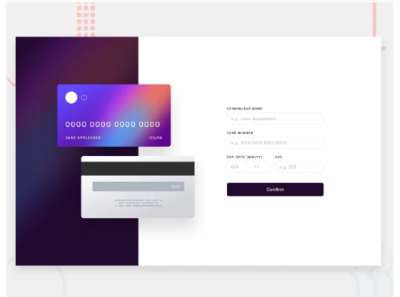 0000 0000 0000 0000
JANE APPLESEED 00/00
000
CARDHOLDER NAME
e.g. Jane Appleseed
CARD NUMBER
e.g. 1234 5678 9123 0000
EXP. DATE (MM/YY) CVC
MM YY e.g. 123
Confirm